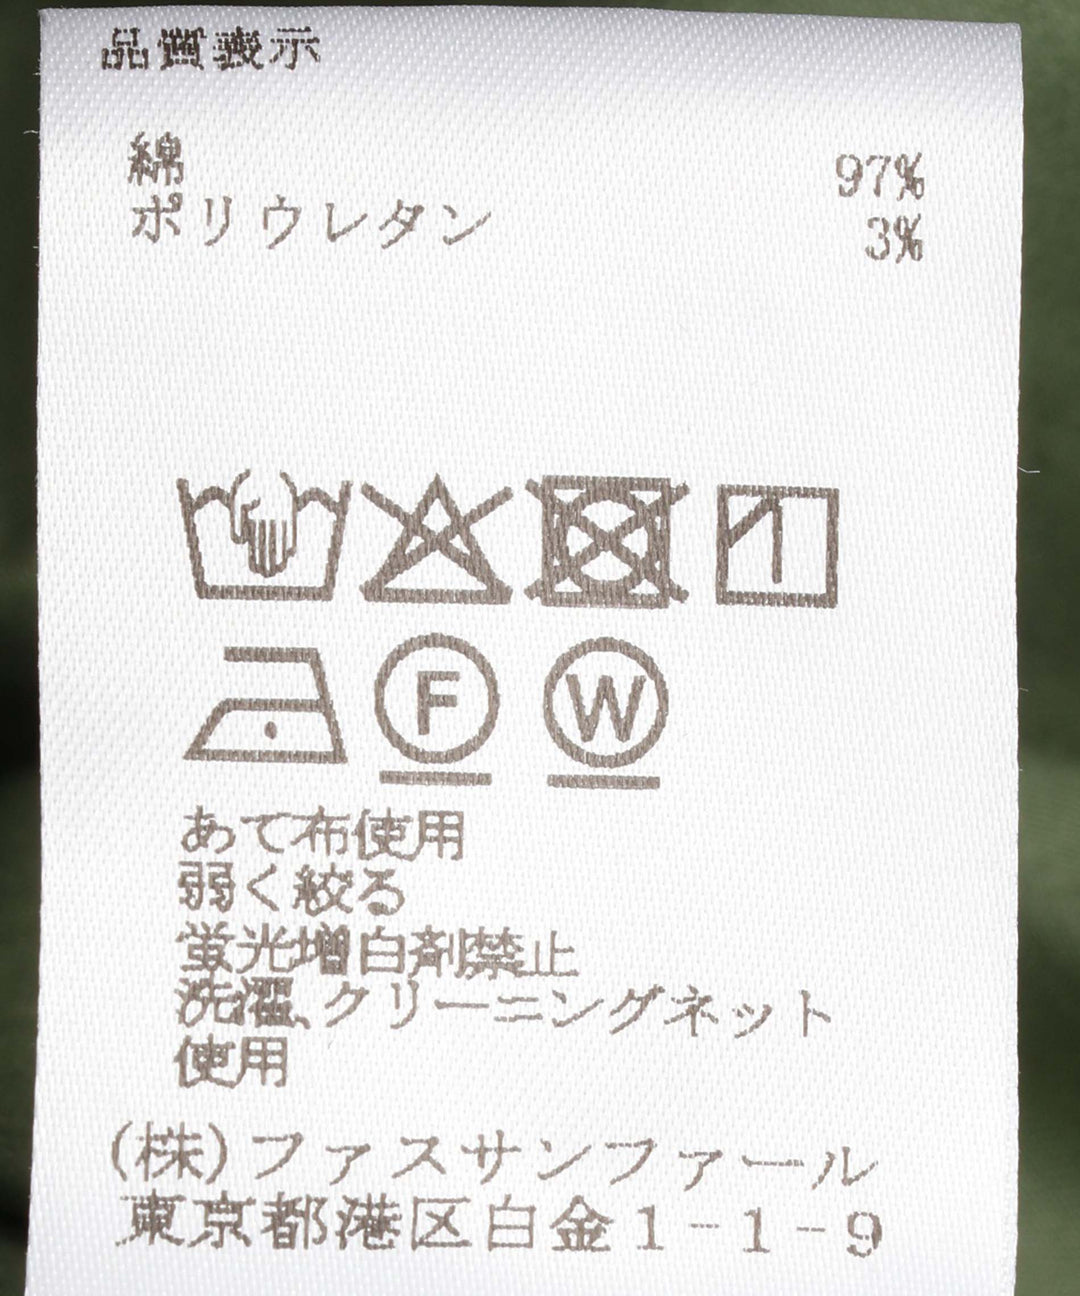 品質表示
綿 97%
ポリウレタン 3%
F W
あて布使用
弱く絞る
蛍光増白剤禁止
洗濯、クリーニングネット
使用
(株)ファスサンファール
東京都港区白金1-1-9